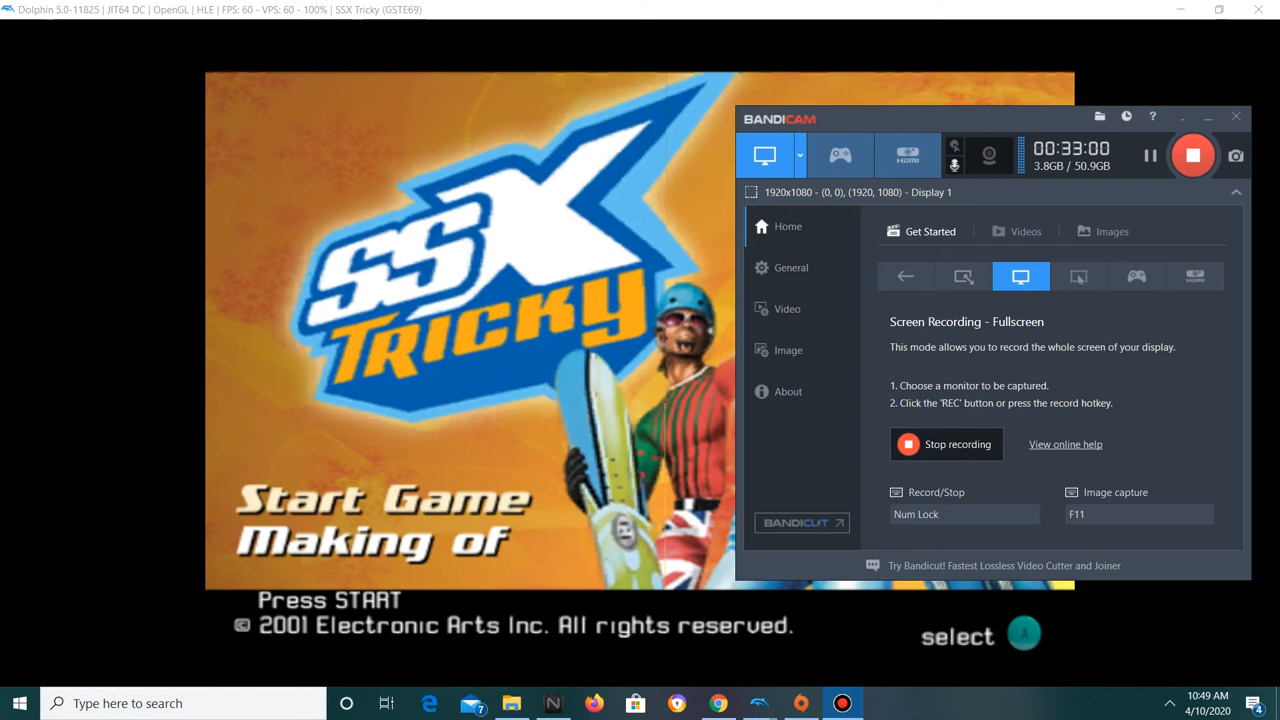 Dolphin 5.0-11825 | JIT64 DC | OpenGL | HLE | FPS: 60 - VPS: 60 - 100% | SSX Tricky (GSTE69)
SSX
TRICKY
Start Game
Making of
Press START
© 2001 Electronic Arts Inc. All rights reserved.
select A
BANDICAM
?
HDMI
00:33:00
3.8GB / 50.9GB
1920x1080 - (0, 0), (1920, 1080) - Display 1
Home
General
Video
Image
About
BANDICUT
Get Started
Videos
Images
HDMI
Screen Recording - Fullscreen
This mode allows you to record the whole screen of your display.
1. Choose a monitor to be captured.
2. Click the 'REC' button or press the record hotkey.
Stop recording
View online help
Record/Stop
Image capture
Num Lock
F11
Try Bandicut! Fastest Lossless Video Cutter and Joiner
Type here to search
7
N
10:49 AM
4/10/2020
4